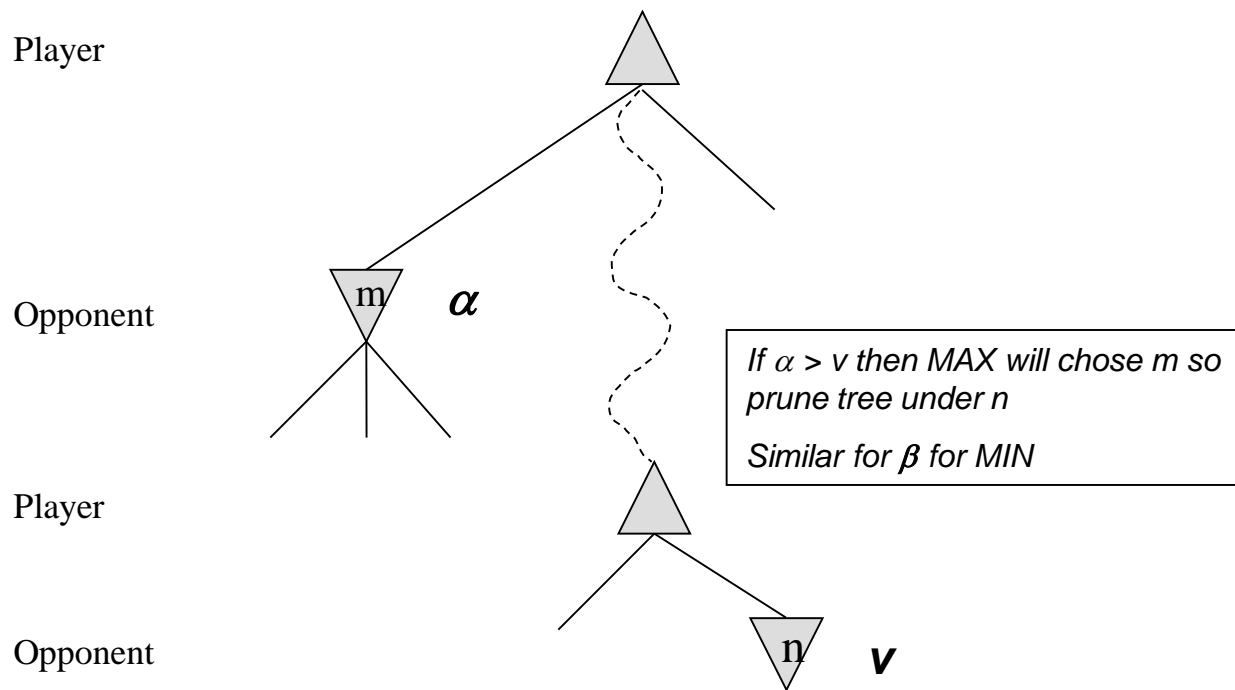 Player
m
α
Opponent
If α > v then MAX will chose m so
prune tree under n
Similar for β for MIN
Player
n
v
Opponent